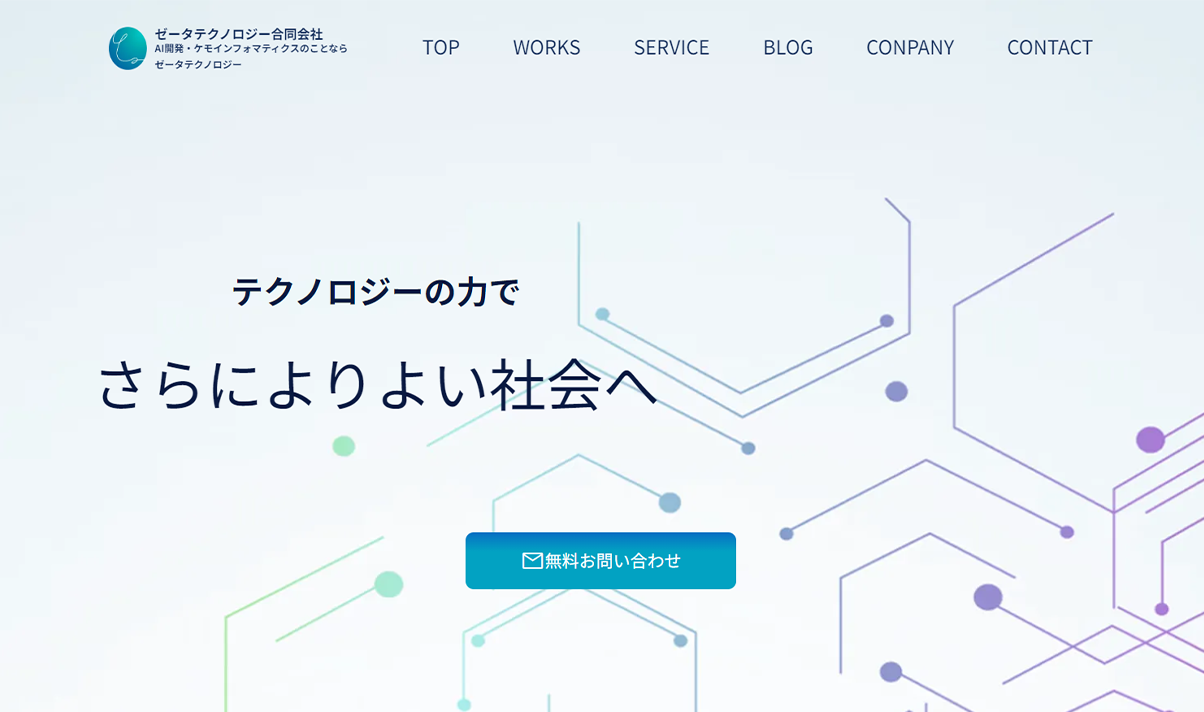 ゼータテクノロジー合同会社
AI開発・ケモインフォマティクスのことなら
ゼータテクノロジー
TOP WORKS SERVICE BLOG CONPANY CONTACT
テクノロジーの力で
さらによりよい社会へ
無料お問い合わせ